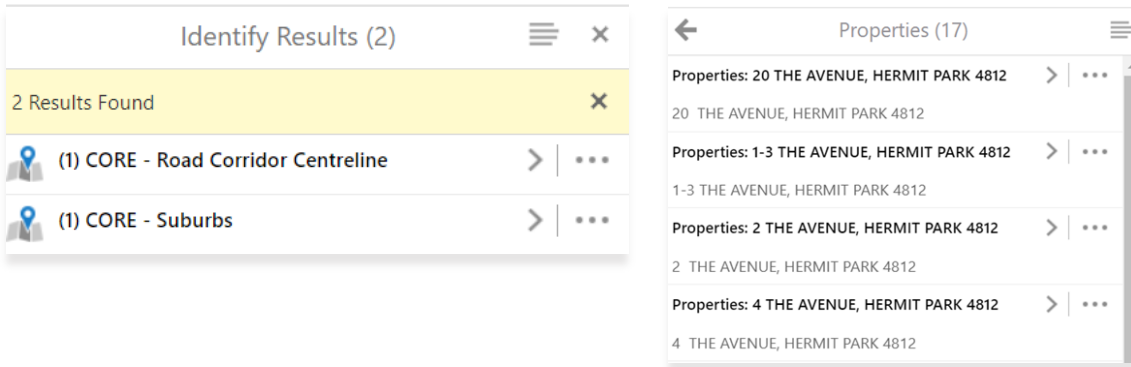 Identify Results (2)
2 Results Found
(1) CORE - Road Corridor Centreline
(1) CORE - Suburbs
Properties (17)
Properties: 20 THE AVENUE, HERMIT PARK 4812
20 THE AVENUE, HERMIT PARK 4812
Properties: 1-3 THE AVENUE, HERMIT PARK 4812
1-3 THE AVENUE, HERMIT PARK 4812
Properties: 2 THE AVENUE, HERMIT PARK 4812
2 THE AVENUE, HERMIT PARK 4812
Properties: 4 THE AVENUE, HERMIT PARK 4812
4 THE AVENUE, HERMIT PARK 4812